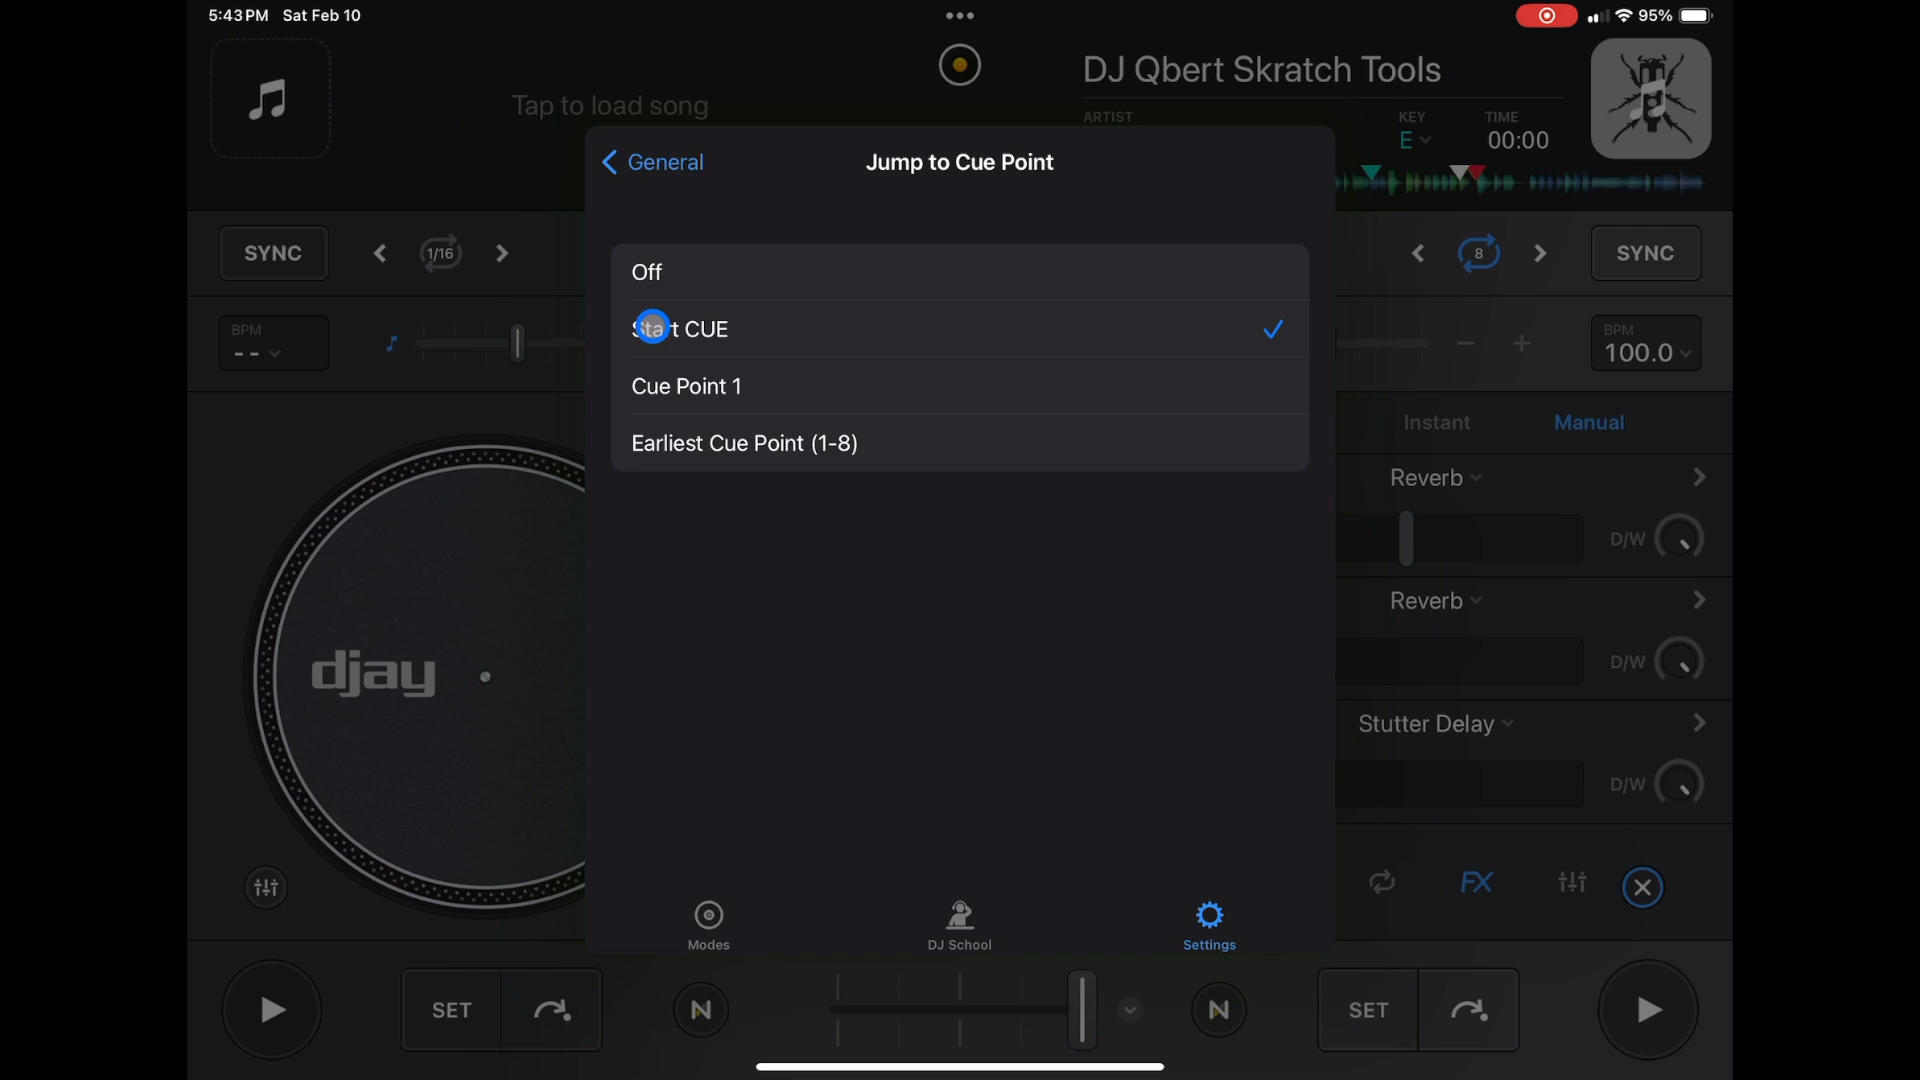 5:43 PM Sat Feb 10
95%
DJ Qbert Skratch Tools
Tap to load song
ARTIST
KEY
TIME
E
00:00
General
Jump to Cue Point
SYNC
1/16
8
SYNC
Off
Start CUE
Cue Point 1
Earliest Cue Point (1-8)
BPM
--
BPM
100.0
Instant
Manual
Reverb
D/W
Reverb
D/W
Stutter Delay
D/W
djay
FX
Modes
DJ School
Settings
SET
N
N
SET